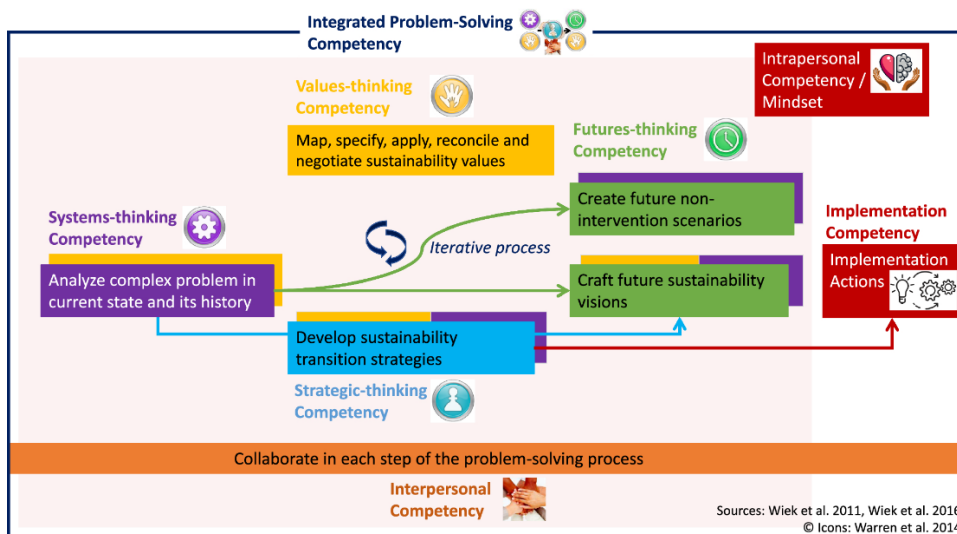 Integrated Problem-Solving
Competency
Intrapersonal
Competency /
Mindset
Values-thinking
Competency
Map, specify, apply, reconcile and
negotiate sustainability values
Futures-thinking
Competency
Create future non-
intervention scenarios
Systems-thinking
Competency
Iterative process
Implementation
Competency
Analyze complex problem in
current state and its history
Craft future sustainability
visions
Implementation
Actions
Develop sustainability
transition strategies
Strategic-thinking
Competency
Collaborate in each step of the problem-solving process
Interpersonal
Competency
Sources: Wiek et al. 2011, Wiek et al. 2016
© Icons: Warren et al. 2014